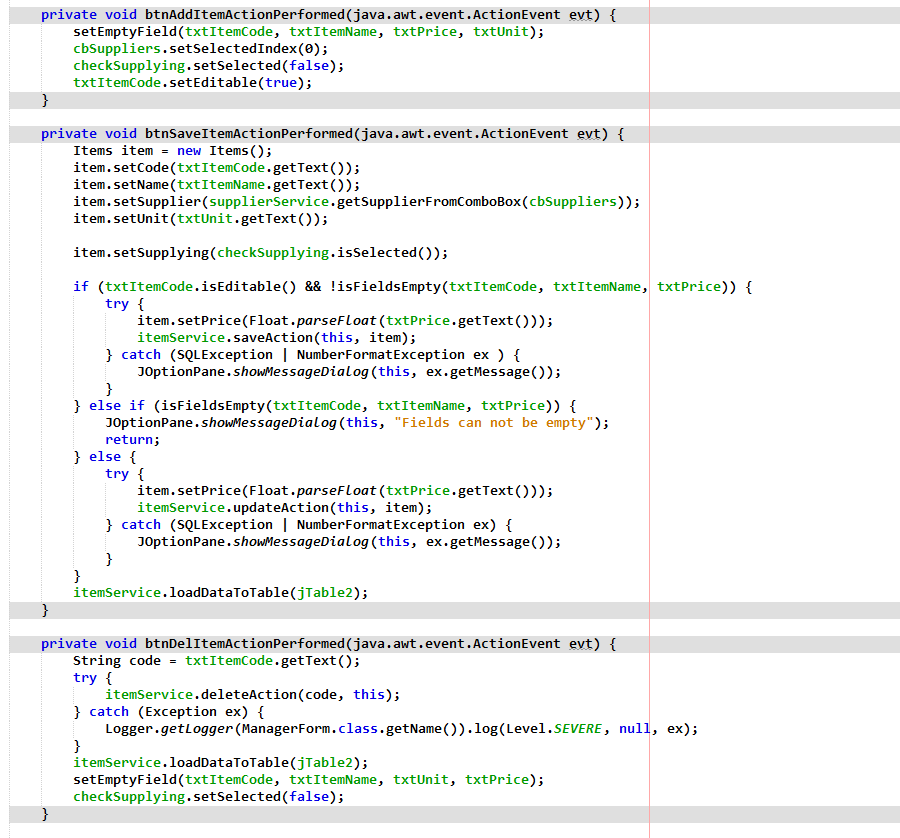 private void btnAddItemActionPerformed(java.awt.event.ActionEvent evt) {
setEmptyField(txtItemCode, txtItemName, txtPrice, txtUnit);
cbSuppliers.setSelectedIndex(0);
checkSupplying.setSelected(false);
txtItemCode.setEditable(true);
}
private void btnSaveItemActionPerformed(java.awt.event.ActionEvent evt) {
Items item = new Items();
item.setCode(txtItemCode.getText());
item.setName(txtItemName.getText());
item.setSupplier(supplierService.getSupplierFromComboBox(cbSuppliers));
item.setUnit(txtUnit.getText());
item.setSupplying(checkSupplying.isSelected());
if (txtItemCode.isEditable() && !isFieldsEmpty(txtItemCode, txtItemName, txtPrice)) {
try {
item.setPrice(Float.parseFloat(txtPrice.getText()));
itemService.saveAction(this, item);
} catch (SQLException | NumberFormatException ex ) {
JOptionPane.showMessageDialog(this, ex.getMessage());
}
} else if (isFieldsEmpty(txtItemCode, txtItemName, txtPrice)) {
JOptionPane.showMessageDialog(this, "Fields can not be empty");
return;
} else {
try {
item.setPrice(Float.parseFloat(txtPrice.getText()));
itemService.updateAction(this, item);
} catch (SQLException | NumberFormatException ex) {
JOptionPane.showMessageDialog(this, ex.getMessage());
}
}
itemService.loadDataToTable(jTable2);
}
private void btnDelItemActionPerformed(java.awt.event.ActionEvent evt) {
String code = txtItemCode.getText();
try {
itemService.deleteAction(code, this);
} catch (Exception ex) {
Logger.getLogger(ManagerForm.class.getName()).log(Level.SEVERE, null, ex);
}
itemService.loadDataToTable(jTable2);
setEmptyField(txtItemCode, txtItemName, txtUnit, txtPrice);
checkSupplying.setSelected(false);
}